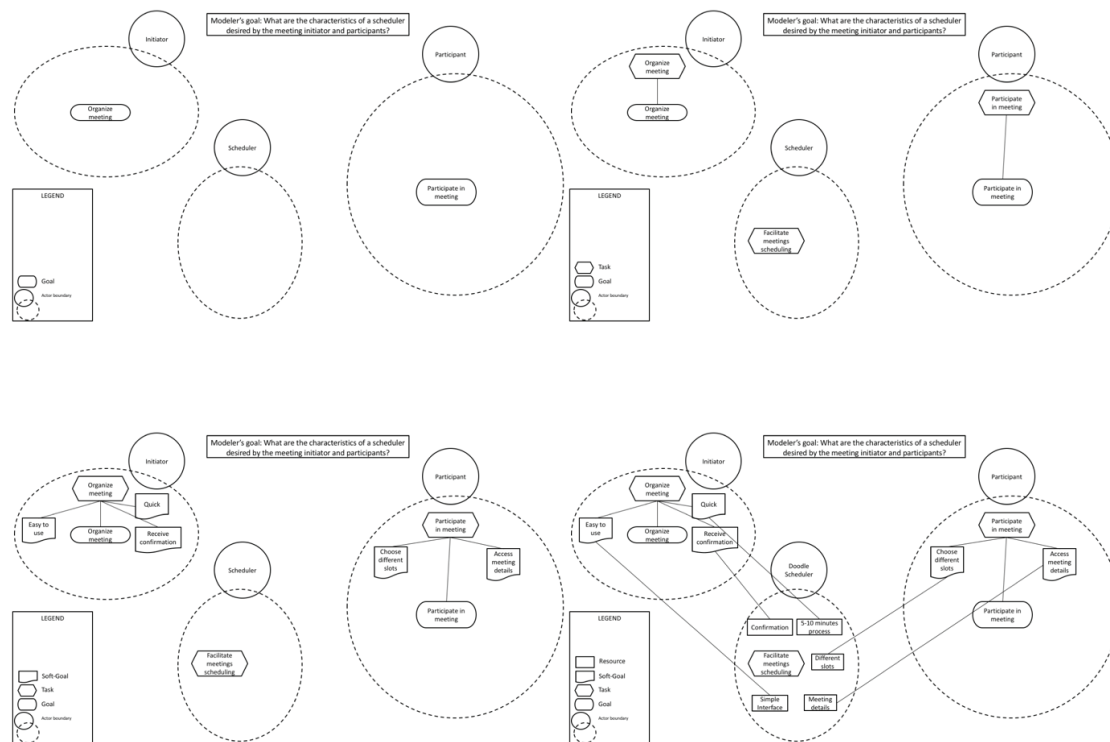 Modeler's goal: What are the characteristics of a scheduler
desired by the meeting initiator and participants?
Initiator
Participant
Organize
meeting
Scheduler
Participate in
meeting
LEGEND
Goal
Actor boundary
Modeler's goal: What are the characteristics of a scheduler
desired by the meeting initiator and participants?
Initiator
Participant
Organize
meeting
Participate
in meeting
Organize
meeting
Scheduler
Participate in
meeting
Facilitate
meetings
scheduling
LEGEND
Task
Goal
Actor boundary
Modeler's goal: What are the characteristics of a scheduler
desired by the meeting initiator and participants?
Initiator
Participant
Organize
meeting
Quick
Easy to
use
Organize
meeting
Receive
confirmation
Participate
in meeting
Choose
different
slots
Access
meeting
details
Scheduler
Participate in
meeting
Facilitate
meetings
scheduling
LEGEND
Soft-Goal
Task
Goal
Actor boundary
Modeler's goal: What are the characteristics of a scheduler
desired by the meeting initiator and participants?
Initiator
Participant
Organize
meeting
Quick
Easy to
use
Organize
meeting
Receive
confirmation
Participate
in meeting
Choose
different
slots
Access
meeting
details
Doodle
Scheduler
Participate in
meeting
Confirmation
5-10 minutes
process
Facilitate
meetings
scheduling
Different
slots
Simple
Interface
Meeting
details
LEGEND
Resource
Soft-Goal
Task
Goal
Actor boundary